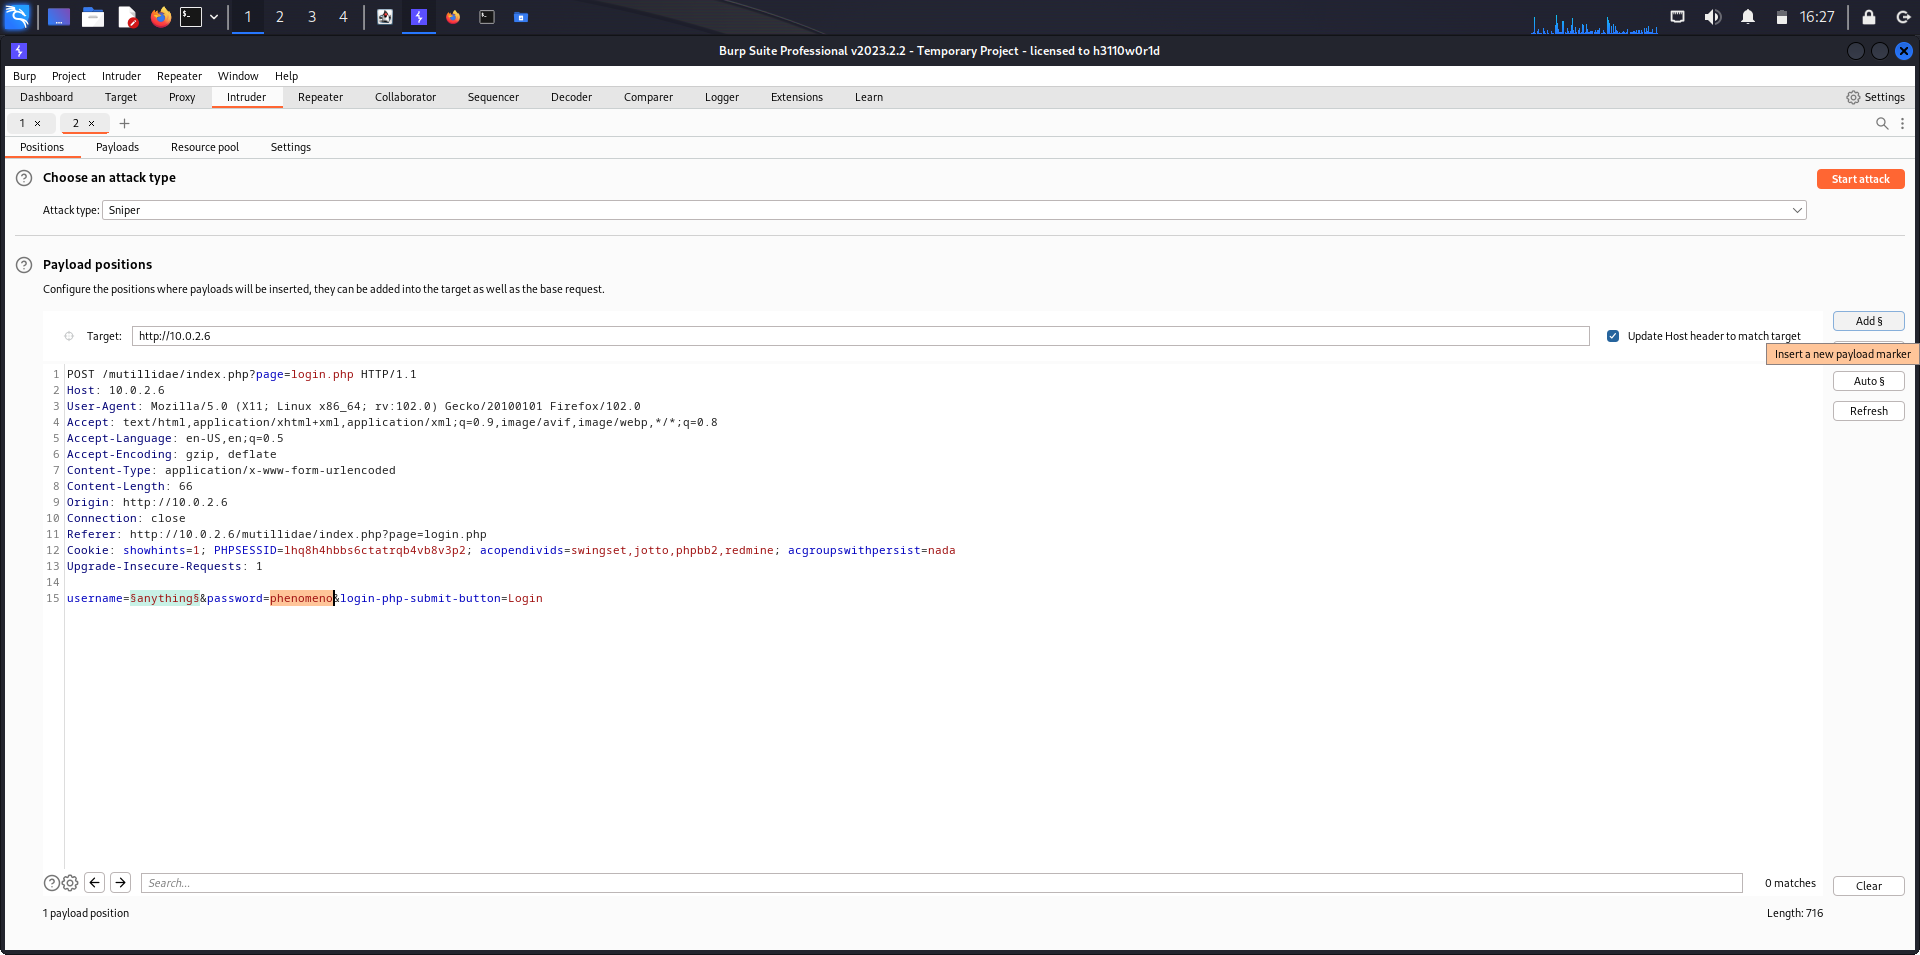 1 2 3 4 16:27
Burp Suite Professional v2023.2.2 - Temporary Project - licensed to h3110w0r1d
Burp Project Intruder Repeater Window Help
Dashboard Target Proxy Intruder Repeater Collaborator Sequencer Decoder Comparer Logger Extensions Learn Settings
1 × 2 × +
Positions Payloads Resource pool Settings
? Choose an attack type
Start attack
Attack type: Sniper
? Payload positions
Configure the positions where payloads will be inserted, they can be added into the target as well as the base request.
Add §
Target: http://10.0.2.6 Update Host header to match target
Insert a new payload marker
Auto §
Refresh
1 POST /mutillidae/index.php?page=login.php HTTP/1.1
2 Host: 10.0.2.6
3 User-Agent: Mozilla/5.0 (X11; Linux x86_64; rv:102.0) Gecko/20100101 Firefox/102.0
4 Accept: text/html,application/xhtml+xml,application/xml;q=0.9,image/avif,image/webp,*/*;q=0.8
5 Accept-Language: en-US,en;q=0.5
6 Accept-Encoding: gzip, deflate
7 Content-Type: application/x-www-form-urlencoded
8 Content-Length: 66
9 Origin: http://10.0.2.6
10 Connection: close
11 Referer: http://10.0.2.6/mutillidae/index.php?page=login.php
12 Cookie: showhints=1; PHPSESSID=lhq8h4hbbs6ctatrqb4vb8v3p2; acopendivids=swingset,jotto,phpbb2,redmine; acgroupswithpersist=nada
13 Upgrade-Insecure-Requests: 1
14
15 username=§anything§&password=phenomeno&login-php-submit-button=Login
? Search... 0 matches Clear
1 payload position Length: 716